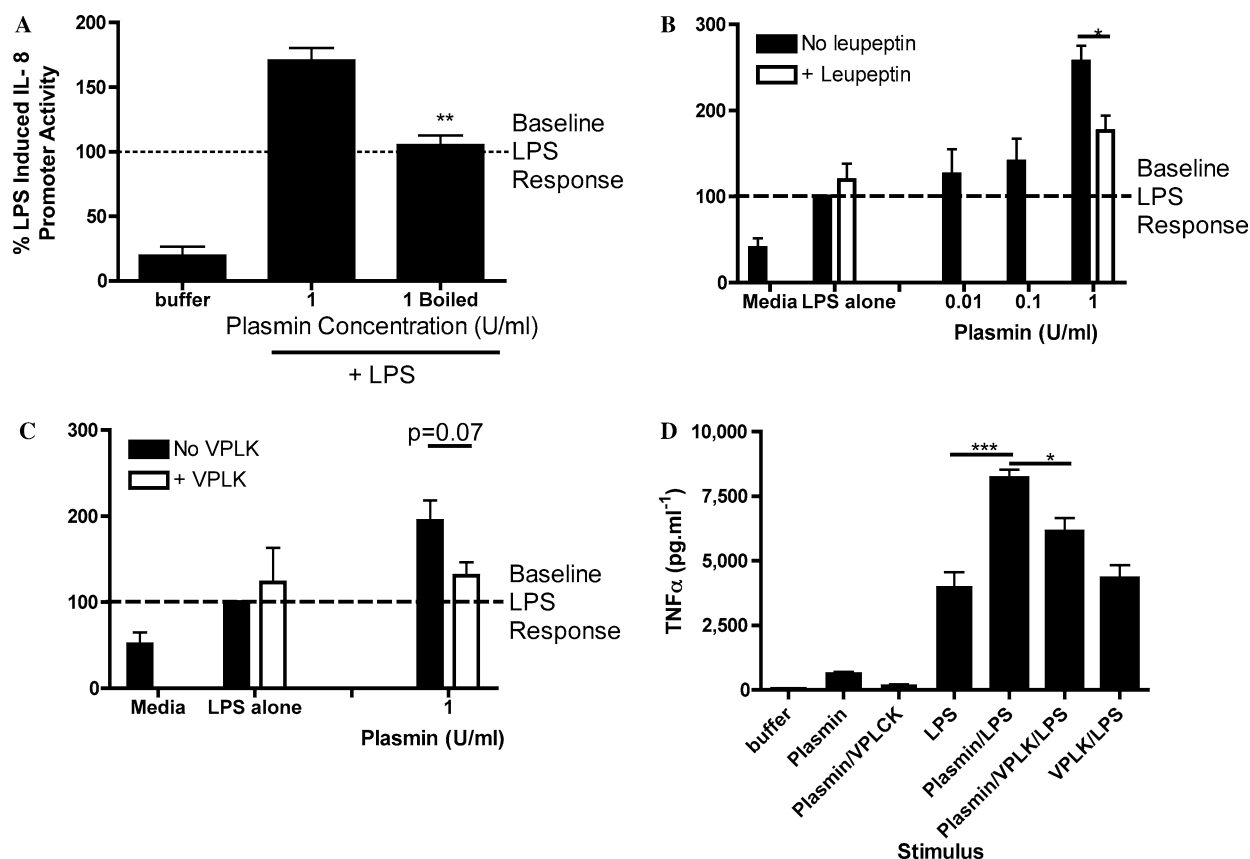 A
200
150
100
50
0
% LPS Induced IL- 8
Promoter Activity
**
Baseline
LPS
Response
buffer
1
1 Boiled
Plasmin Concentration (U/ml)
+ LPS
B
300
200
100
0
No leupeptin
+ Leupeptin
*
Baseline
LPS
Response
Media
LPS alone
0.01
0.1
1
Plasmin (U/ml)
C
300
200
100
0
No VPLK
+ VPLK
p=0.07
Baseline
LPS
Response
Media
LPS alone
1
Plasmin (U/ml)
D
10,000
7,500
5,000
2,500
0
TNFα (pg.ml⁻¹)
***
*
buffer
Plasmin
Plasmin/VPLCK
LPS
Plasmin/LPS
Plasmin/VPLK/LPS
VPLK/LPS
Stimulus